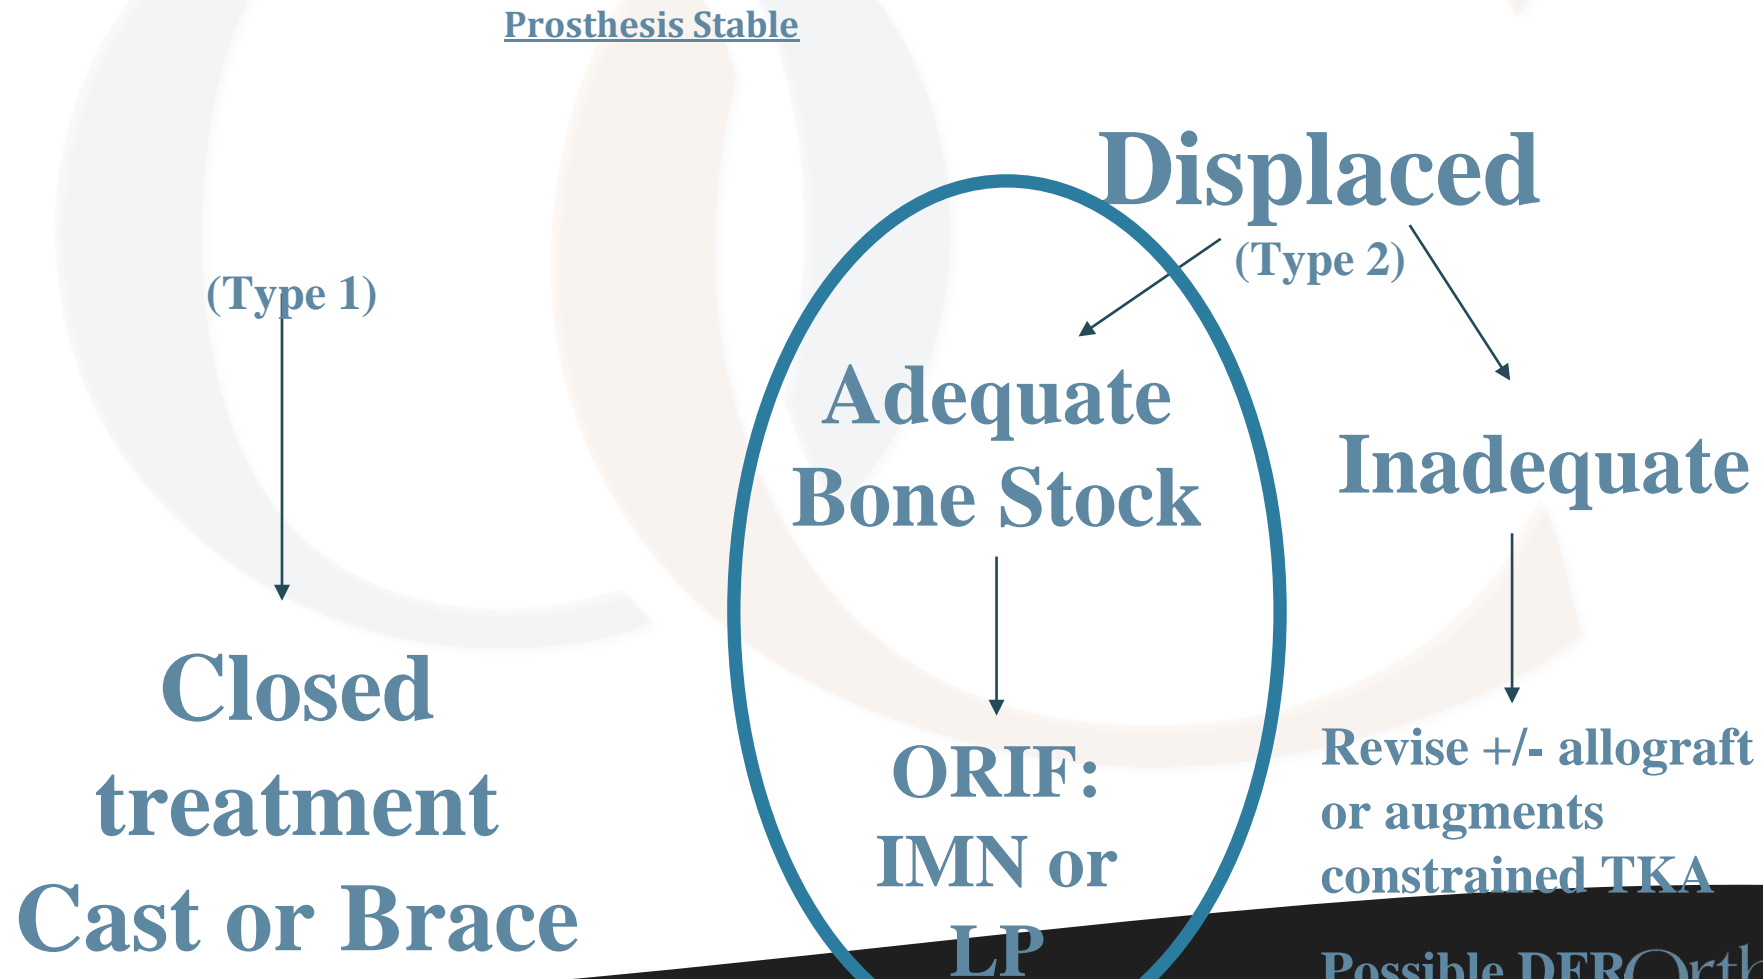 Prosthesis Stable
Displaced
(Type 2)
(Type 1)
Adequate
Bone Stock
Inadequate
Closed
treatment
Cast or Brace
ORIF:
IMN or
LP
Revise +/- allograft
or augments
constrained TKA
Possible DFR